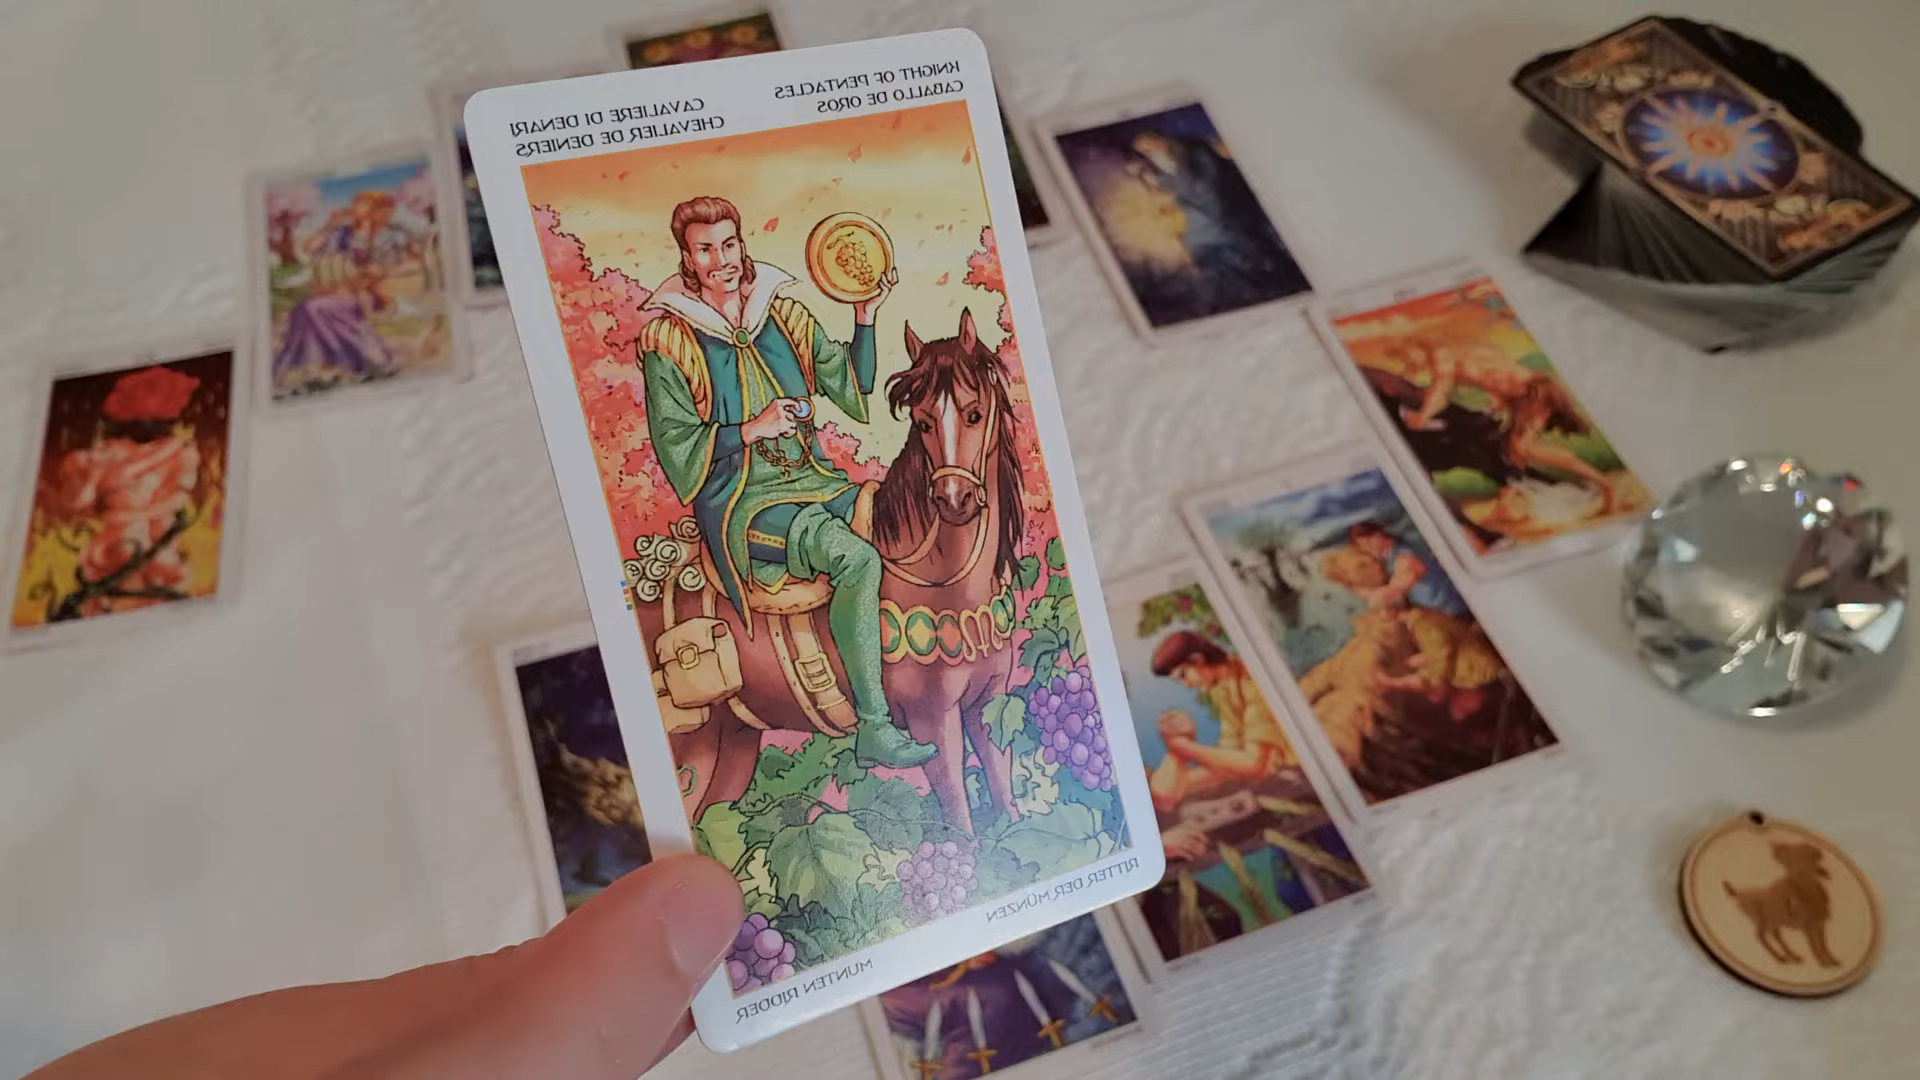 KNIGHT OF PENTACLES
CABALLO DE OROS
CAVALIERE DI DENARI
CHEVALIER DE DENIERS
RITTER DER MÜNZEN
MUNTEN RIDDER